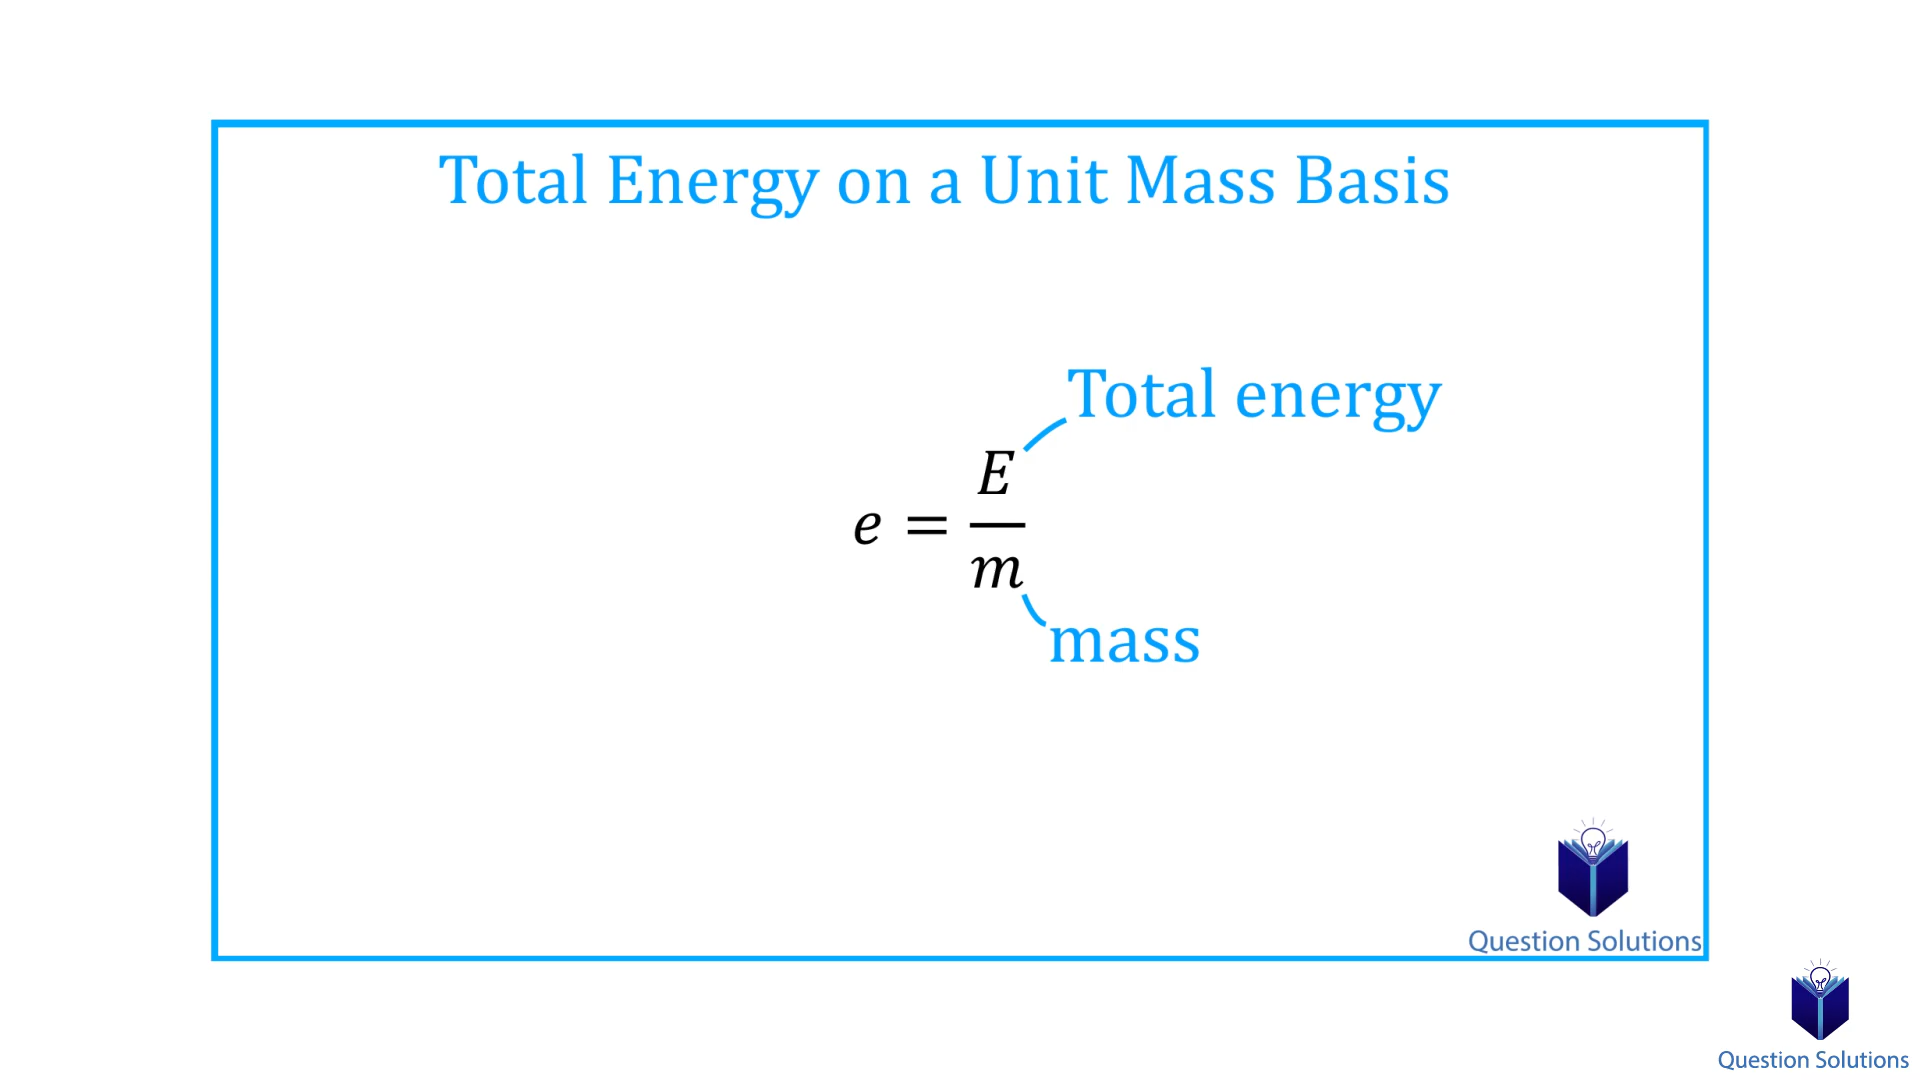 Total Energy on a Unit Mass Basis
Total energy
e = E/m
mass
Question Solutions
Question Solutions